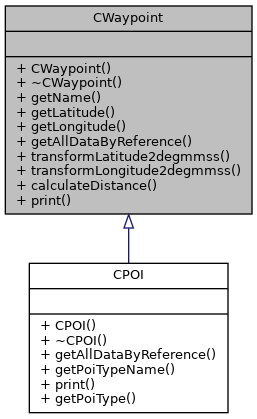 CWaypoint
+ CWaypoint()
+ ~CWaypoint()
+ getName()
+ getLatitude()
+ getLongitude()
+ getAllDataByReference()
+ transformLatitude2degmmss()
+ transformLongitude2degmmss()
+ calculateDistance()
+ print()
CPOI
+ CPOI()
+ ~CPOI()
+ getAllDataByReference()
+ getPoiTypeName()
+ print()
+ getPoiType()